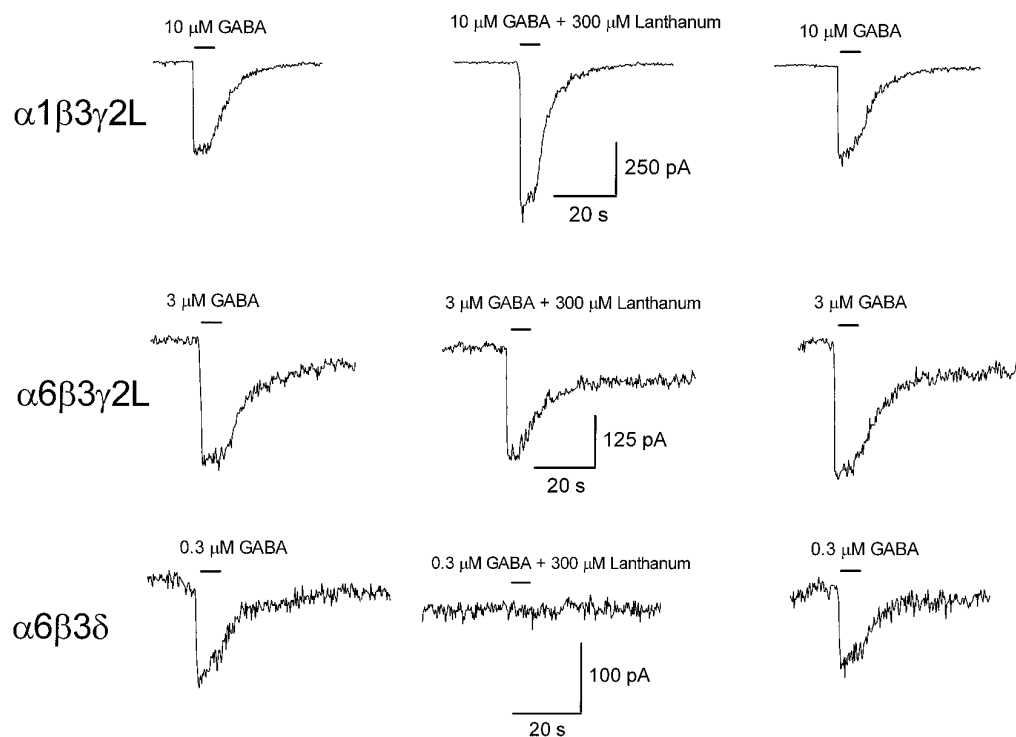 10 μM GABA
10 μM GABA + 300 μM Lanthanum
10 μM GABA
α1β3γ2L
250 pA
20 s
3 μM GABA
3 μM GABA + 300 μM Lanthanum
3 μM GABA
α6β3γ2L
125 pA
20 s
0.3 μM GABA
0.3 μM GABA + 300 μM Lanthanum
0.3 μM GABA
α6β3δ
100 pA
20 s